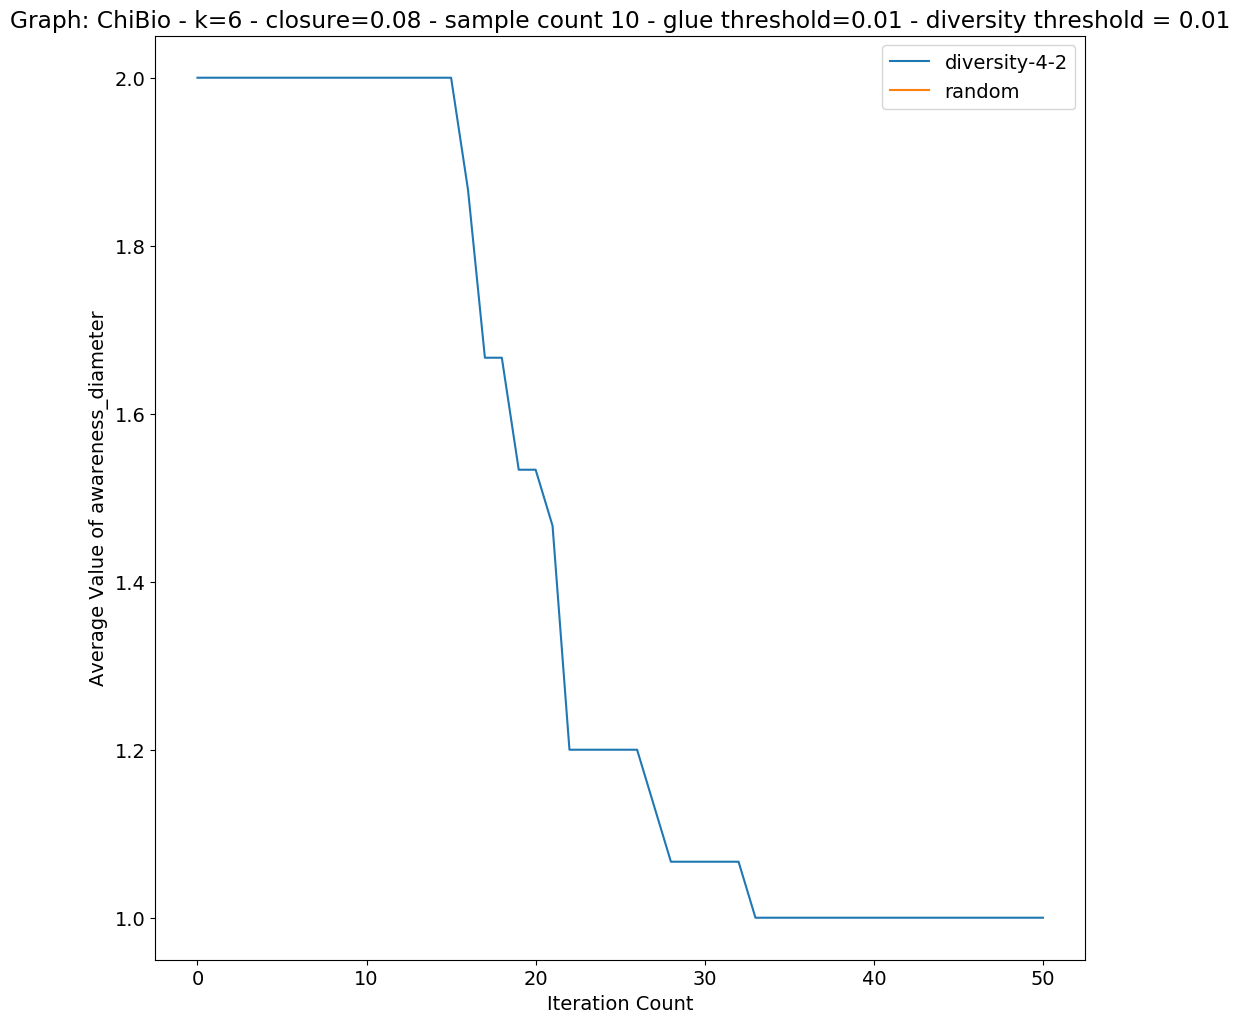 Graph: ChiBio - k=6 - closure=0.08 - sample count 10 - glue threshold=0.01 - diversity threshold = 0.01
diversity-4-2
random
2.0
1.8
1.6
1.4
1.2
1.0
Average Value of awareness_diameter
0 10 20 30 40 50
Iteration Count